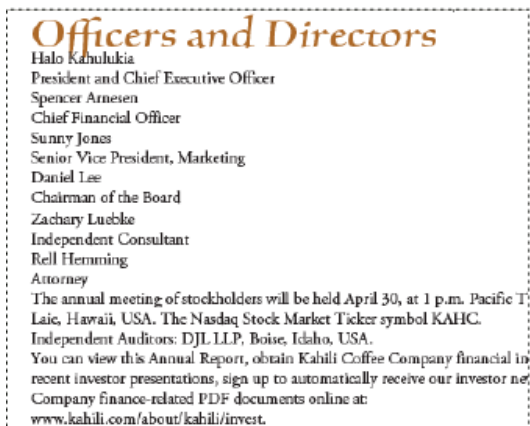 Officers and Directors
Halo Kahulukia
President and Chief Executive Officer
Spencer Arnesen
Chief Financial Officer
Sunny Jones
Senior Vice President, Marketing
Daniel Lee
Chairman of the Board
Zachary Luebke
Independent Consultant
Rell Hemming
Attorney
The annual meeting of stockholders will be held April 30, at 1 p.m. Pacific T
Laie, Hawaii, USA. The Nasdaq Stock Market Ticker symbol KAHC.
Independent Auditors: DJL LLP, Boise, Idaho, USA.
You can view this Annual Report, obtain Kahili Coffee Company financial in
recent investor presentations, sign up to automatically receive our investor ne
Company finance-related PDF documents online at:
www.kahili.com/about/kahili/invest.